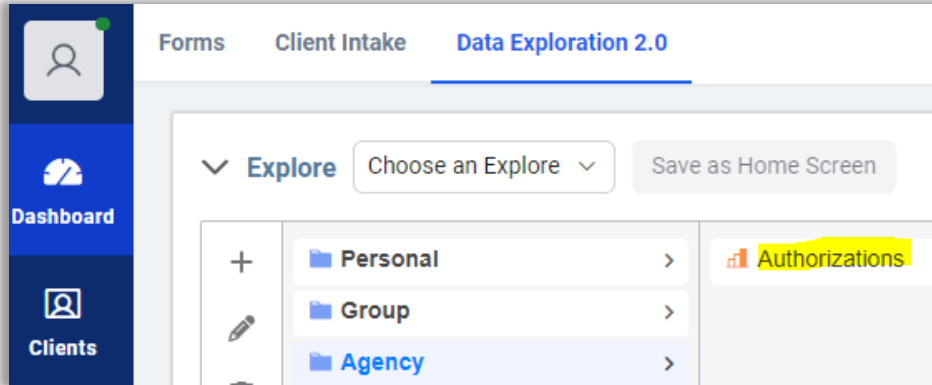 Forms Client Intake Data Exploration 2.0
Dashboard
Clients
Explore Choose an Explore Save as Home Screen
Personal
Group
Agency
Authorizations